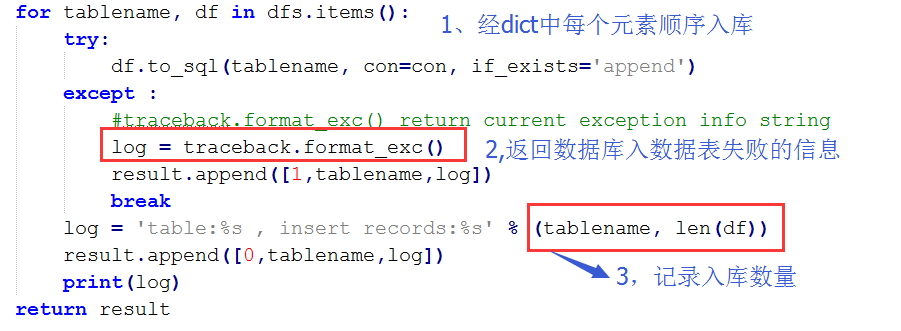 for tablename, df in dfs.items():
1、经dict中每个元素顺序入库
try:
df.to_sql(tablename, con=con, if_exists='append')
except :
#traceback.format_exc() return current exception info string
log = traceback.format_exc()
2,返回数据库入数据表失败的信息
result.append([1,tablename,log])
break
log = 'table:%s , insert records:%s' % (tablename, len(df))
result.append([0,tablename,log])
3，记录入库数量
print(log)
return result